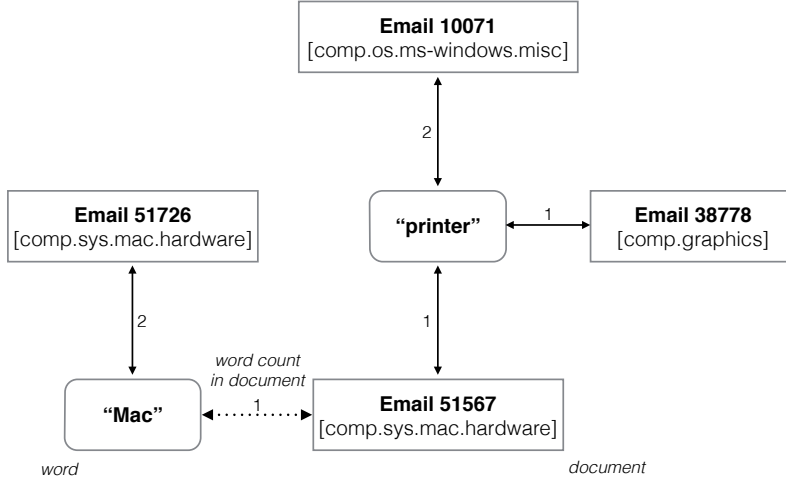 Email 10071
[comp.os.ms-windows.misc]
2
Email 51726
[comp.sys.mac.hardware]
“printer”
1
Email 38778
[comp.graphics]
2
1
word count
in document
“Mac”
1
Email 51567
[comp.sys.mac.hardware]
word
document